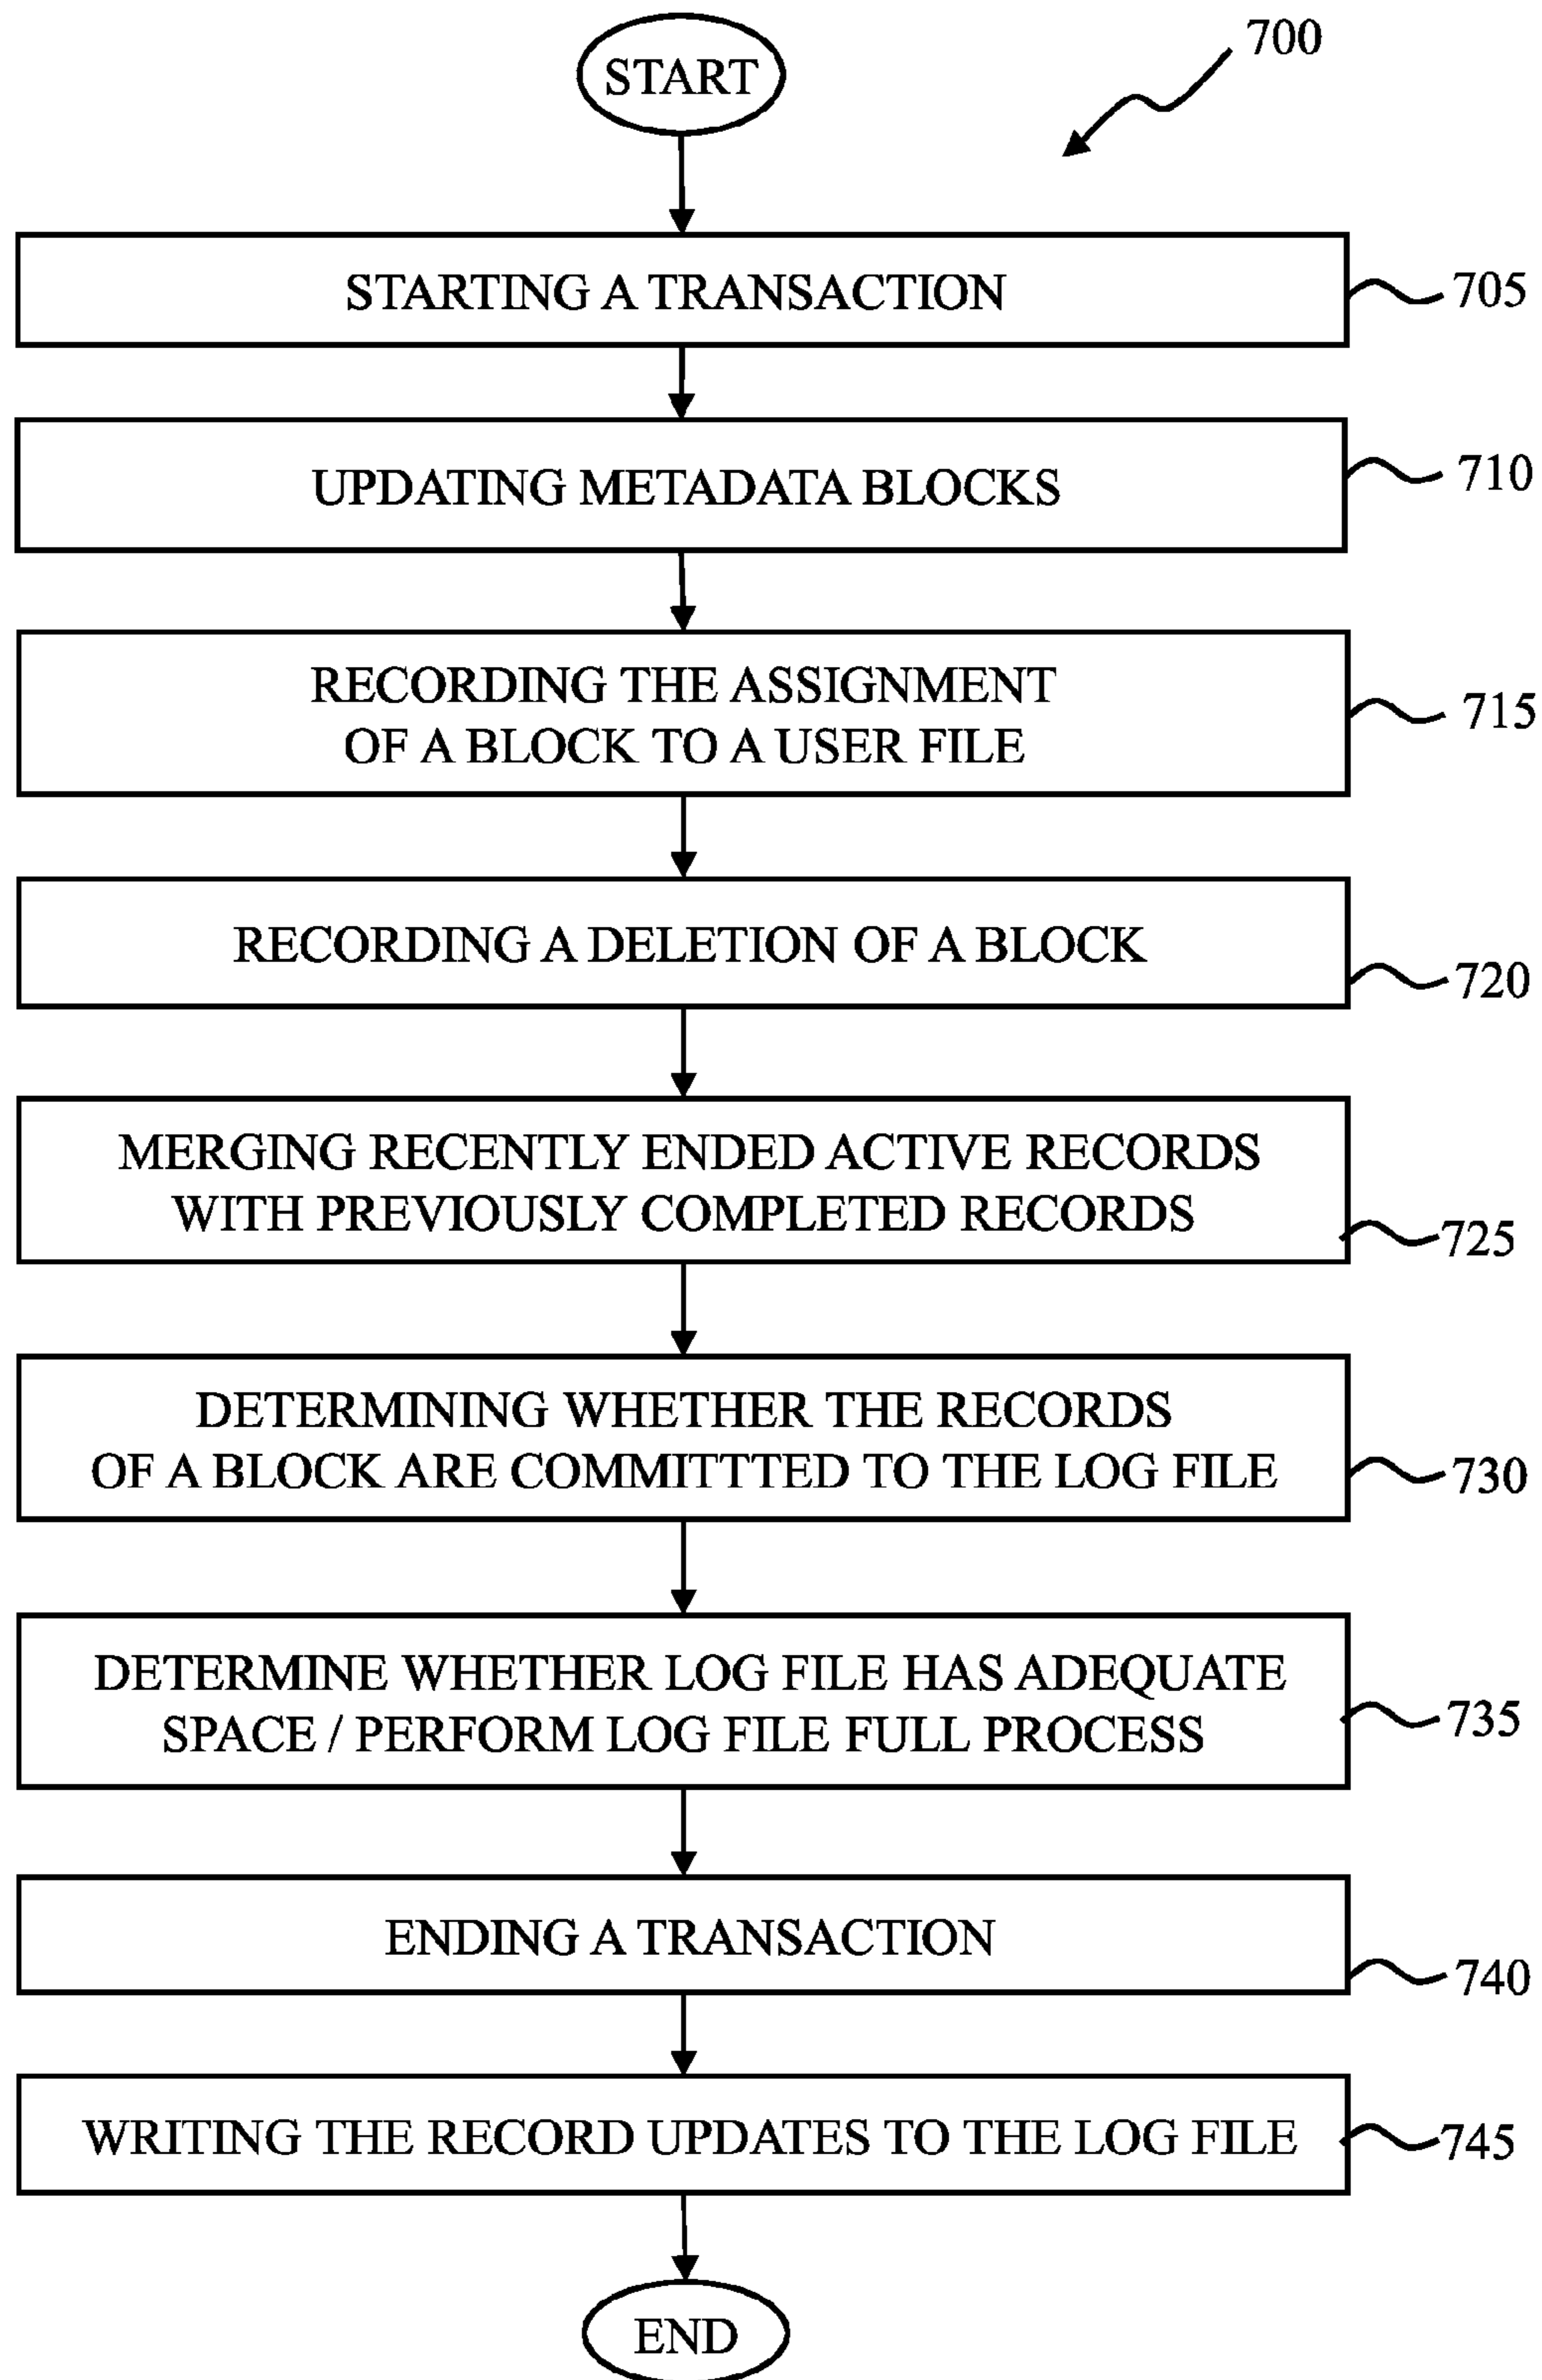 START
700
STARTING A TRANSACTION
705
UPDATING METADATA BLOCKS
710
RECORDING THE ASSIGNMENT
OF A BLOCK TO A USER FILE
715
RECORDING A DELETION OF A BLOCK
720
MERGING RECENTLY ENDED ACTIVE RECORDS
WITH PREVIOUSLY COMPLETED RECORDS
725
DETERMINING WHETHER THE RECORDS
OF A BLOCK ARE COMMITTTED TO THE LOG FILE
730
DETERMINE WHETHER LOG FILE HAS ADEQUATE
SPACE / PERFORM LOG FILE FULL PROCESS
735
ENDING A TRANSACTION
740
WRITING THE RECORD UPDATES TO THE LOG FILE
745
END